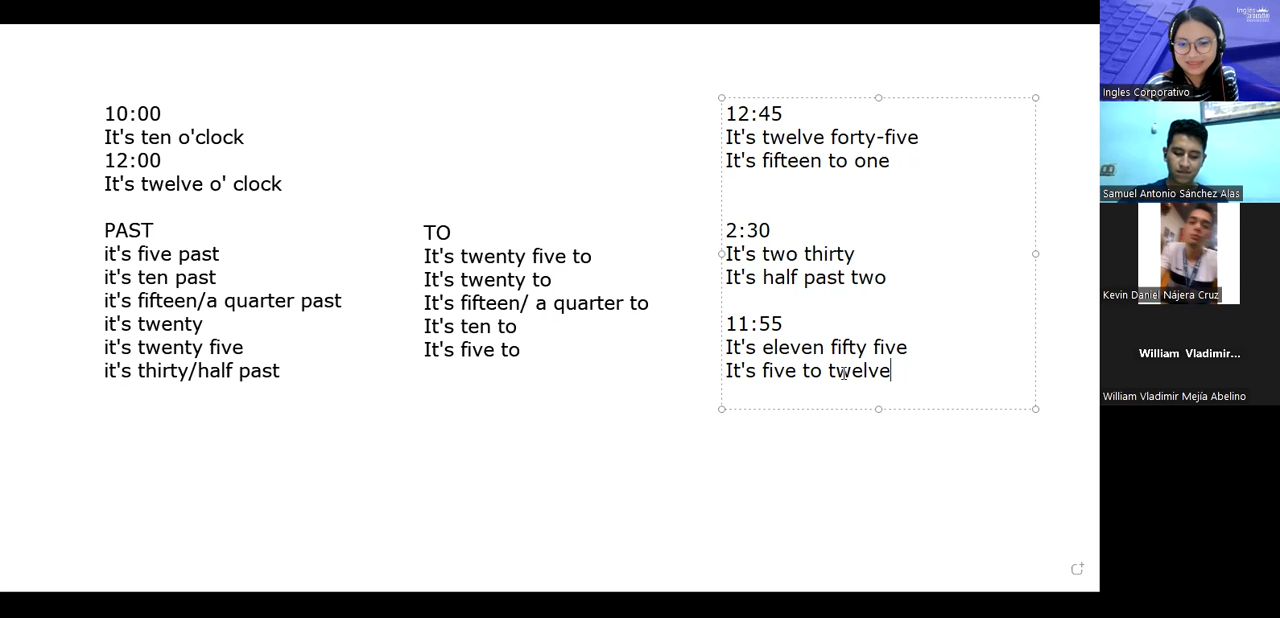 10:00
It's ten o'clock
12:00
It's twelve o' clock
PAST
it's five past
it's ten past
it's fifteen/a quarter past
it's twenty
it's twenty five
it's thirty/half past
TO
It's twenty five to
It's twenty to
It's fifteen/ a quarter to
It's ten to
It's five to
12:45
It's twelve forty-five
It's fifteen to one
2:30
It's two thirty
It's half past two
11:55
It's eleven fifty five
It's five to twelve
Ingles Corporativo
Samuel Antonio Sánchez Alas
Kevin Daniel Nájera Cruz
William Vladimir...
William Vladimir Mejía Abelino